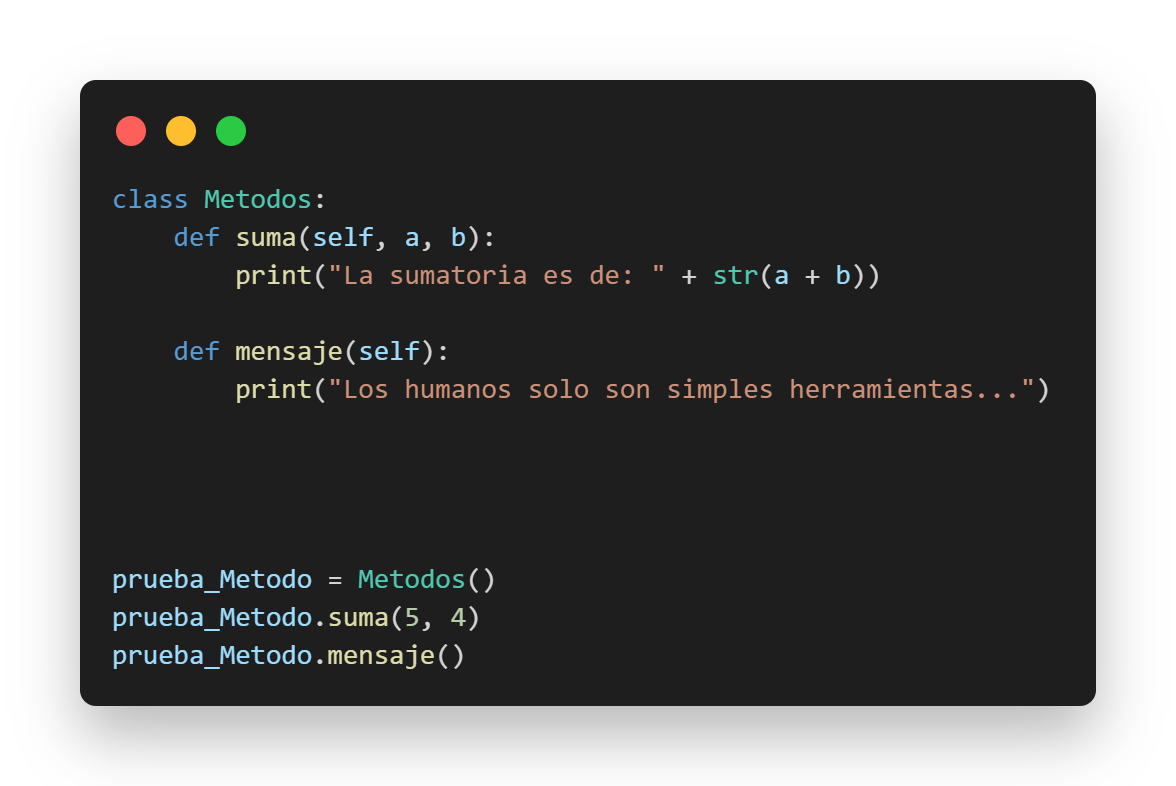 class Metodos:
    def suma(self, a, b):
        print("La sumatoria es de: " + str(a + b))
    def mensaje(self):
        print("Los humanos solo son simples herramientas...")
prueba_Metodo = Metodos()
prueba_Metodo.suma(5, 4)
prueba_Metodo.mensaje()